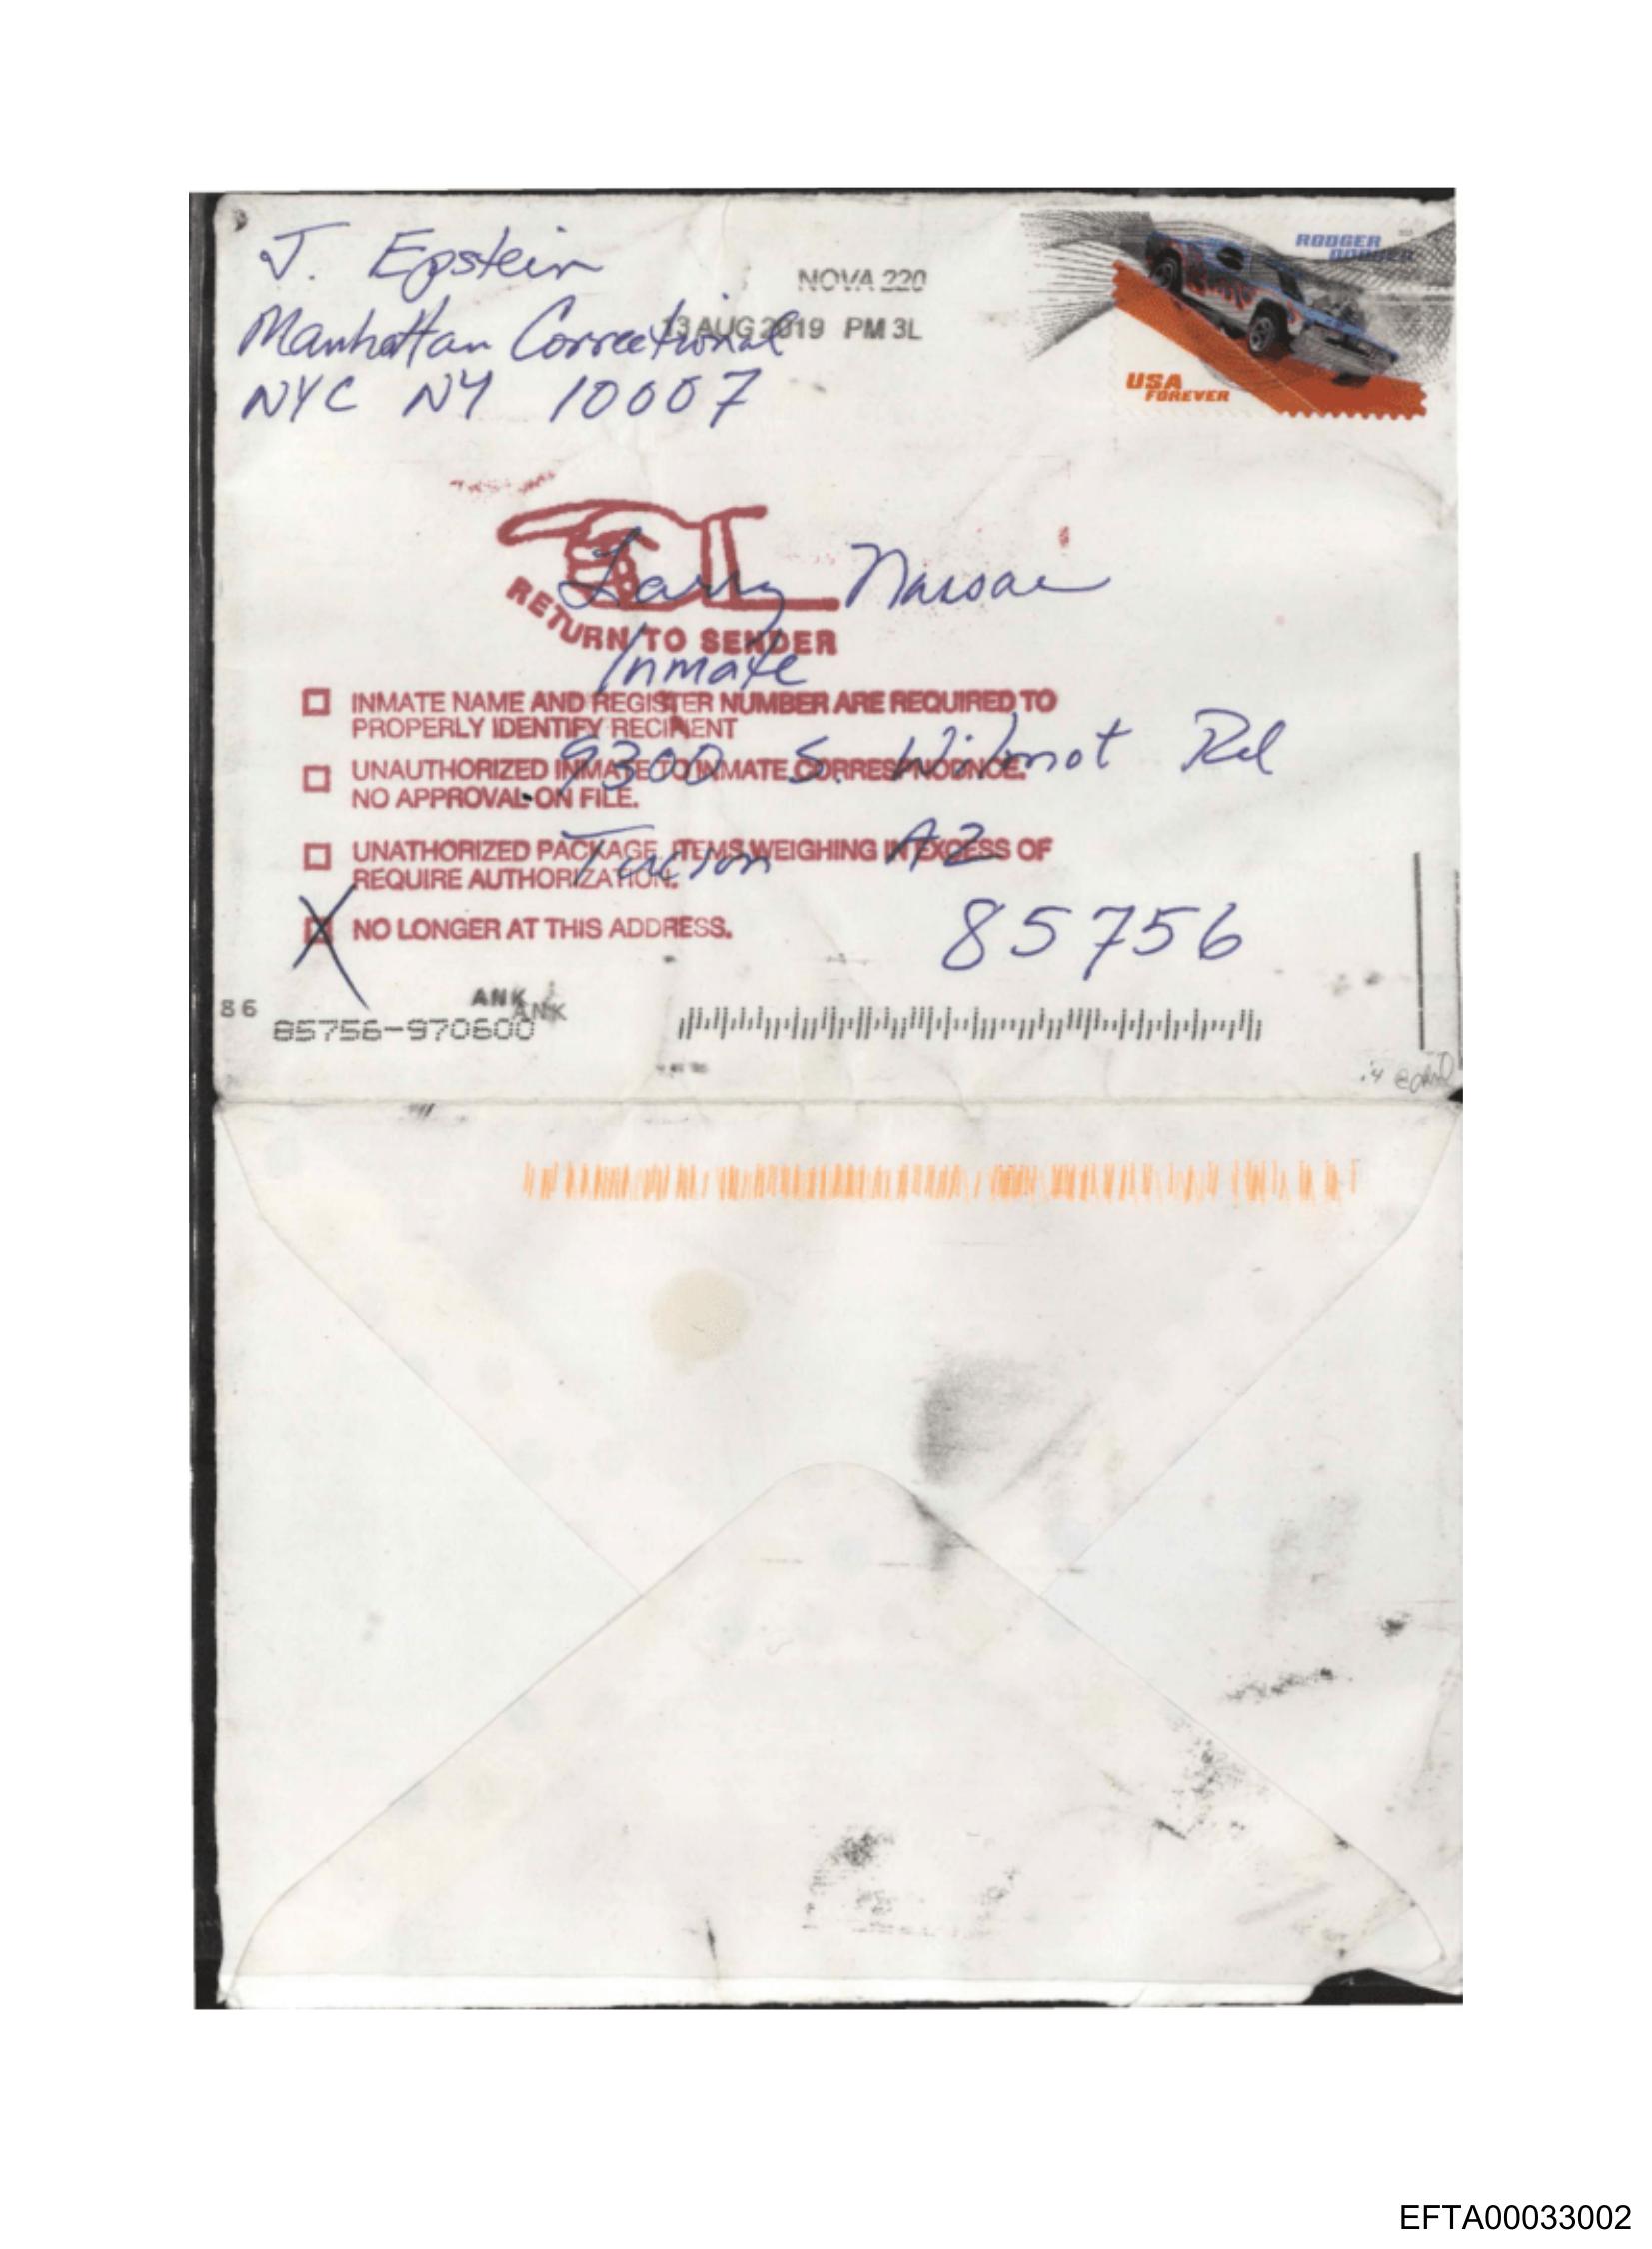 J. Epstein
Manhattan Correctional
NYC NY 10007
NOVA 220
13 AUG 2019 PM 3L
RODGER
DODGER
USA
FOREVER
Larry Nassar
RETURN TO SENDER
Inmate
INMATE NAME AND REGISTER NUMBER ARE REQUIRED TO
PROPERLY IDENTIFY RECIPIENT
9300 S. Wilmot Rd
UNAUTHORIZED INMATE TO INMATE CORRESPONDNCE.
NO APPROVAL ON FILE.
Tucson AZ
UNATHORIZED PACKAGE, ITEMS WEIGHING IN EXCESS OF
REQUIRE AUTHORIZATION.
85756
X NO LONGER AT THIS ADDRESS.
86
ANK
ANK
85756-970600
EFTA00033002